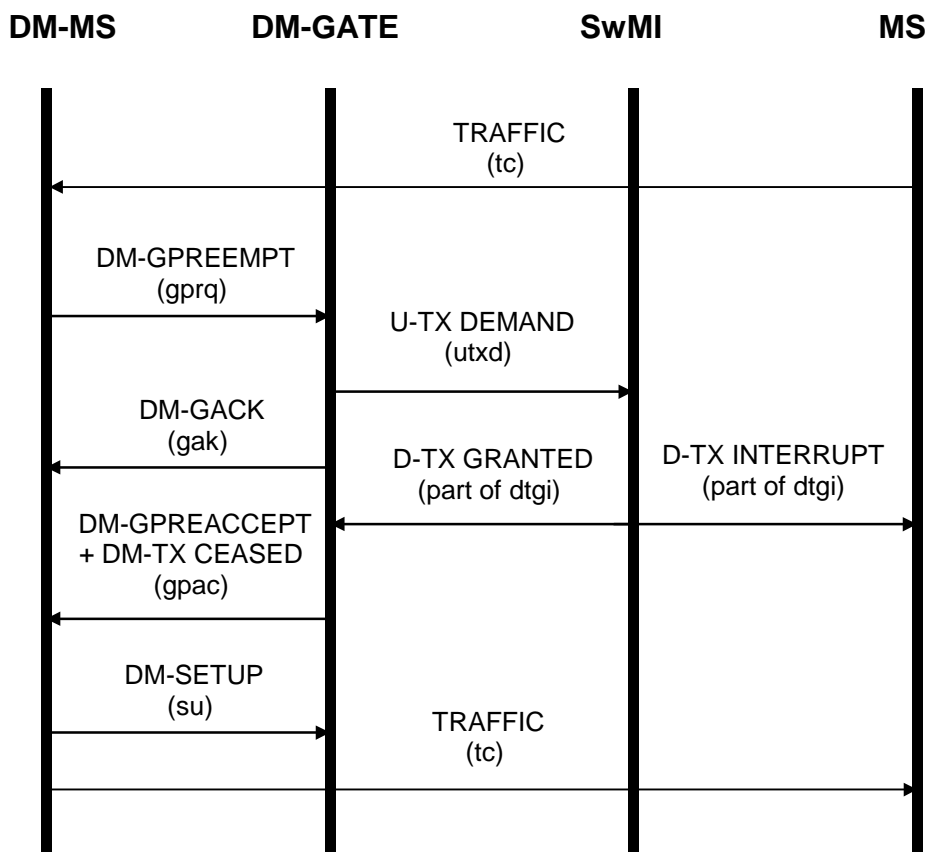 DM-MS DM-GATE SwMI MS
TRAFFIC
(tc)
DM-GPREEMPT
(gprq)
U-TX DEMAND
(utxd)
DM-GACK
(gak)
D-TX GRANTED
(part of dtgi)
D-TX INTERRUPT
(part of dtgi)
DM-GPREACCEPT
+ DM-TX CEASED
(gpac)
DM-SETUP
(su)
TRAFFIC
(tc)